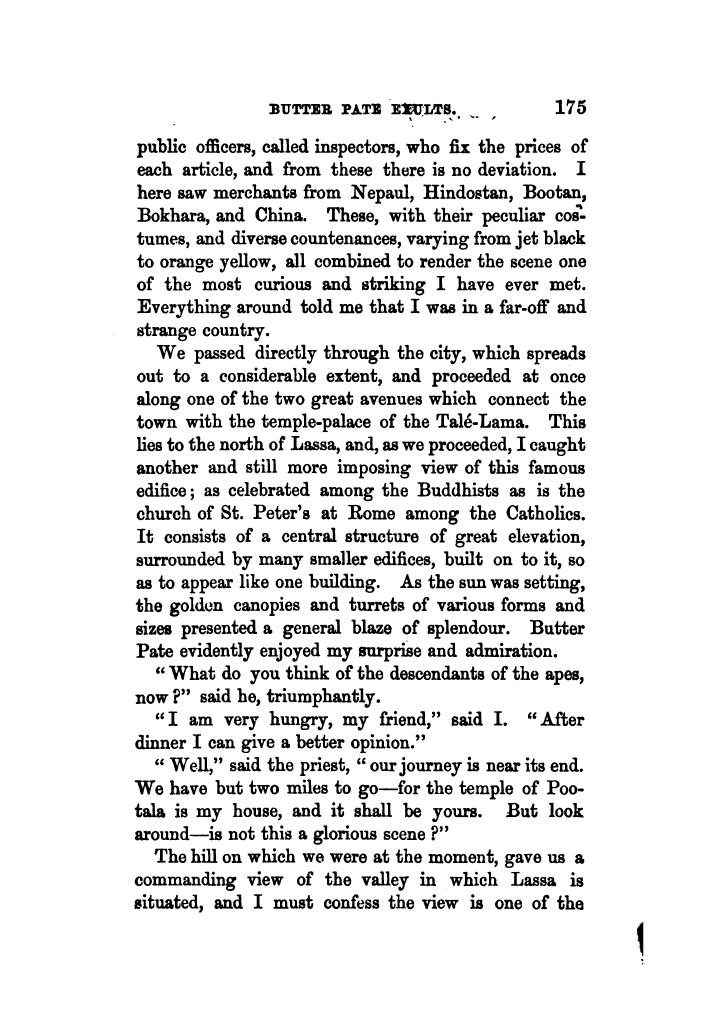 BUTTER PATE EXULTS. 175
public officers, called inspectors, who fix the prices of
each article, and from these there is no deviation. I
here saw merchants from Nepaul, Hindostan, Bootan,
Bokhara, and China. These, with their peculiar cos-
tumes, and diverse countenances, varying from jet black
to orange yellow, all combined to render the scene one
of the most curious and striking I have ever met.
Everything around told me that I was in a far-off and
strange country.
We passed directly through the city, which spreads
out to a considerable extent, and proceeded at once
along one of the two great avenues which connect the
town with the temple-palace of the Talé-Lama. This
lies to the north of Lassa, and, as we proceeded, I caught
another and still more imposing view of this famous
edifice; as celebrated among the Buddhists as is the
church of St. Peter's at Rome among the Catholics.
It consists of a central structure of great elevation,
surrounded by many smaller edifices, built on to it, so
as to appear like one building. As the sun was setting,
the golden canopies and turrets of various forms and
sizes presented a general blaze of splendour. Butter
Pate evidently enjoyed my surprise and admiration.
"What do you think of the descendants of the apes,
now?" said he, triumphantly.
"I am very hungry, my friend," said I. "After
dinner I can give a better opinion."
"Well," said the priest, "our journey is near its end.
We have but two miles to go—for the temple of Poo-
tala is my house, and it shall be yours. But look
around—is not this a glorious scene?"
The hill on which we were at the moment, gave us a
commanding view of the valley in which Lassa is
situated, and I must confess the view is one of the